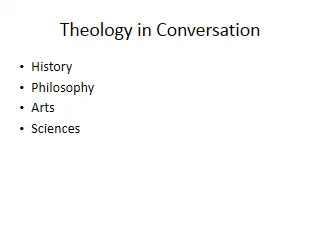 Theology in Conversation
• History
• Philosophy
• Arts
• Sciences